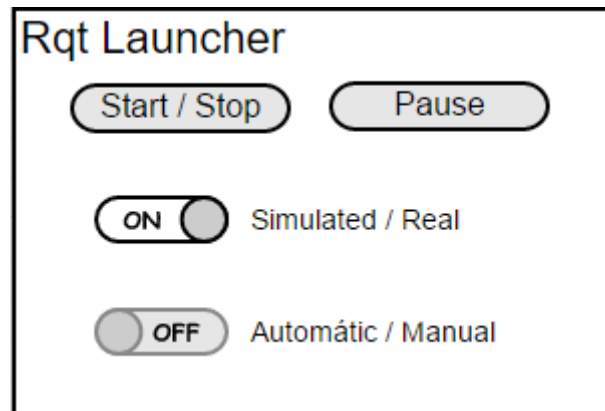 Rqt Launcher
Start / Stop Pause
ON Simulated / Real
OFF Automátic / Manual